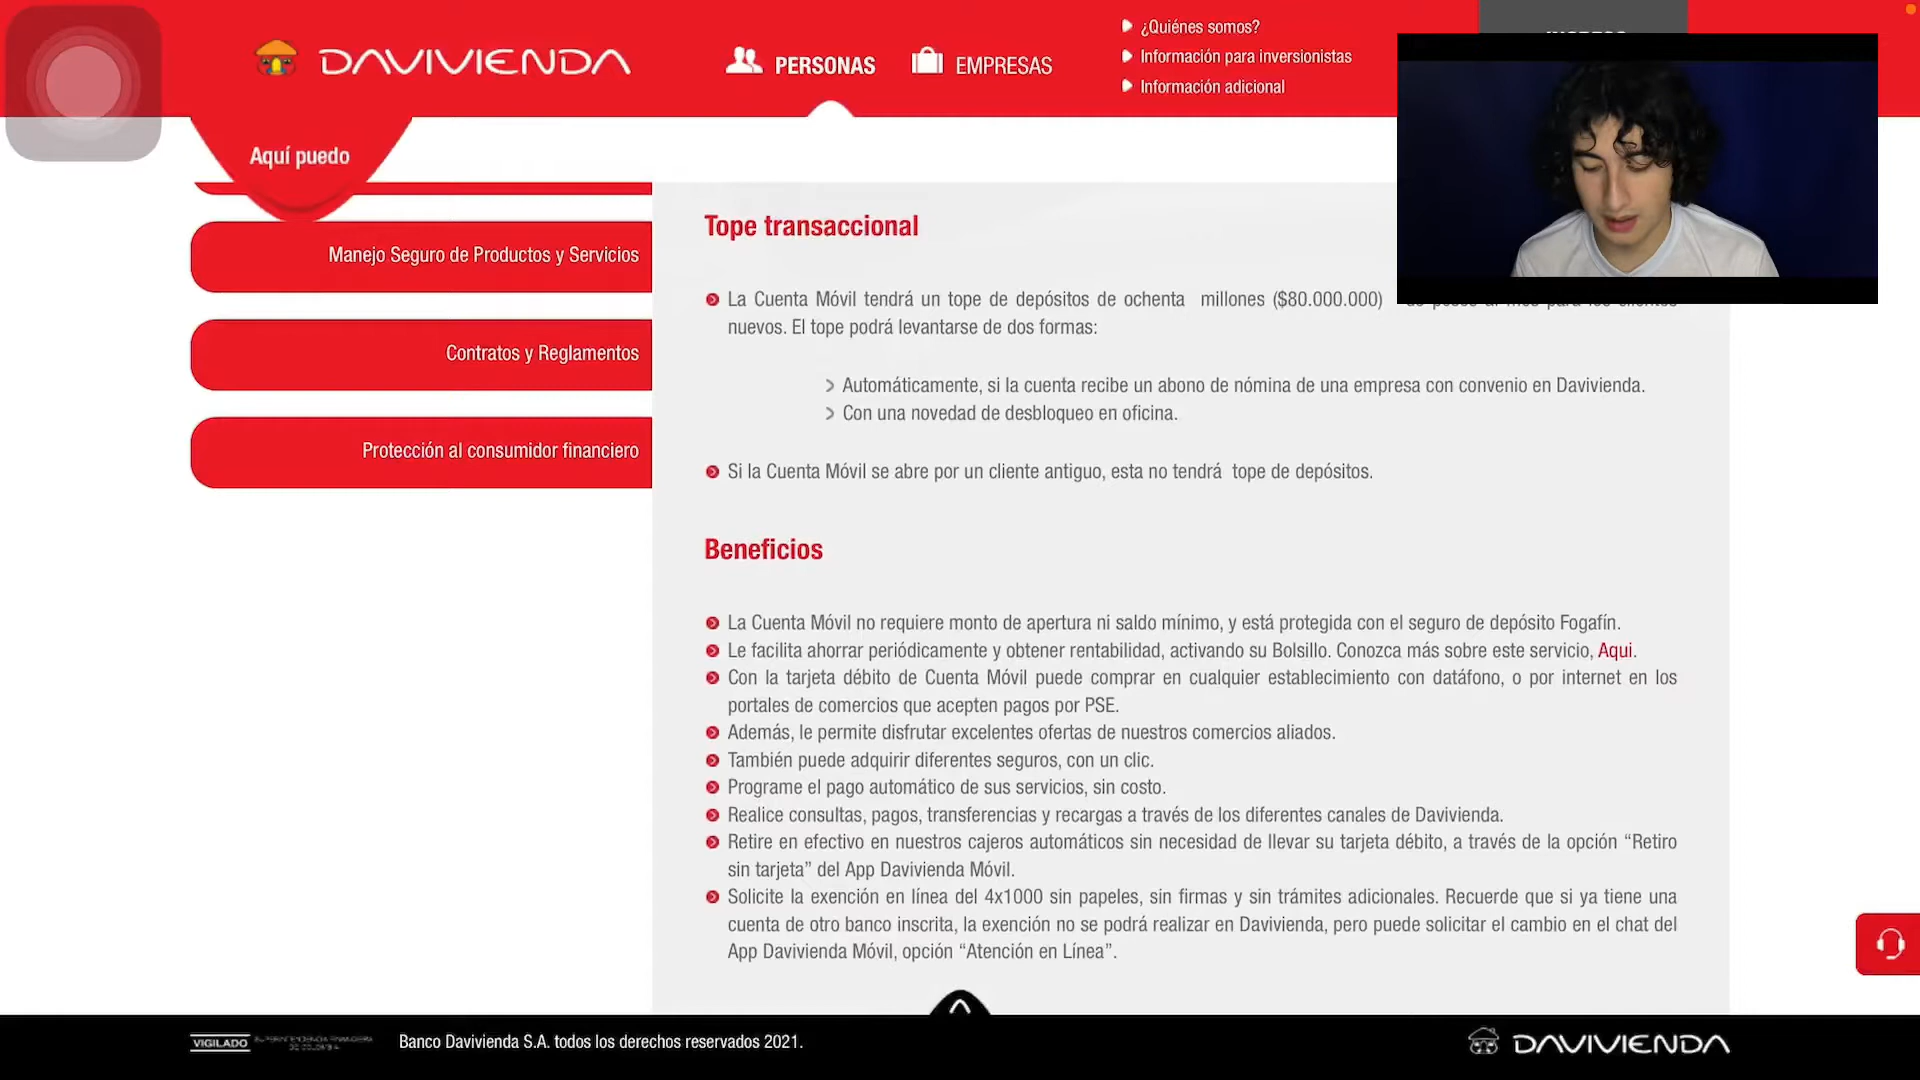 DAVIVIENDA
PERSONAS
EMPRESAS
¿Quiénes somos?
Información para inversionistas
Información adicional
Aquí puedo
Manejo Seguro de Productos y Servicios
Contratos y Reglamentos
Protección al consumidor financiero
Tope transaccional
La Cuenta Móvil tendrá un tope de depósitos de ochenta millones ($80.000.000)
nuevos. El tope podrá levantarse de dos formas:
Automáticamente, si la cuenta recibe un abono de nómina de una empresa con convenio en Davivienda.
Con una novedad de desbloqueo en oficina.
Si la Cuenta Móvil se abre por un cliente antiguo, esta no tendrá tope de depósitos.
Beneficios
La Cuenta Móvil no requiere monto de apertura ni saldo mínimo, y está protegida con el seguro de depósito Fogafín.
Le facilita ahorrar periódicamente y obtener rentabilidad, activando su Bolsillo. Conozca más sobre este servicio, Aqui.
Con la tarjeta débito de Cuenta Móvil puede comprar en cualquier establecimiento con datáfono, o por internet en los
portales de comercios que acepten pagos por PSE.
Además, le permite disfrutar excelentes ofertas de nuestros comercios aliados.
También puede adquirir diferentes seguros, con un clic.
Programe el pago automático de sus servicios, sin costo.
Realice consultas, pagos, transferencias y recargas a través de los diferentes canales de Davivienda.
Retire en efectivo en nuestros cajeros automáticos sin necesidad de llevar su tarjeta débito, a través de la opción “Retiro
sin tarjeta” del App Davivienda Móvil.
Solicite la exención en línea del 4x1000 sin papeles, sin firmas y sin trámites adicionales. Recuerde que si ya tiene una
cuenta de otro banco inscrita, la exención no se podrá realizar en Davivienda, pero puede solicitar el cambio en el chat del
App Davivienda Móvil, opción “Atención en Línea”.
VIGILADO
Banco Davivienda S.A. todos los derechos reservados 2021.
DAVIVIENDA